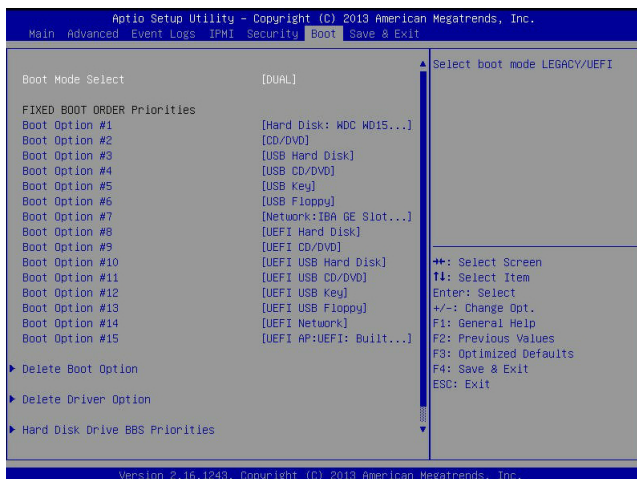 Aptio Setup Utility – Copyright (C) 2013 American Megatrends, Inc.
Main Advanced Event Logs IPMI Security Boot Save & Exit
Boot Mode Select [DUAL]
FIXED BOOT ORDER Priorities
Boot Option #1 [Hard Disk: WDC WD15...]
Boot Option #2 [CD/DVD]
Boot Option #3 [USB Hard Disk]
Boot Option #4 [USB CD/DVD]
Boot Option #5 [USB Key]
Boot Option #6 [USB Floppy]
Boot Option #7 [Network:IBA GE Slot...]
Boot Option #8 [UEFI Hard Disk]
Boot Option #9 [UEFI CD/DVD]
Boot Option #10 [UEFI USB Hard Disk]
Boot Option #11 [UEFI USB CD/DVD]
Boot Option #12 [UEFI USB Key]
Boot Option #13 [UEFI USB Floppy]
Boot Option #14 [UEFI Network]
Boot Option #15 [UEFI AP:UEFI: Built...]
Delete Boot Option
Delete Driver Option
Hard Disk Drive BBS Priorities
Select boot mode LEGACY/UEFI
→←: Select Screen
↑↓: Select Item
Enter: Select
+/-: Change Opt.
F1: General Help
F2: Previous Values
F3: Optimized Defaults
F4: Save & Exit
ESC: Exit
Version 2.16.1243. Copyright (C) 2013 American Megatrends, Inc.